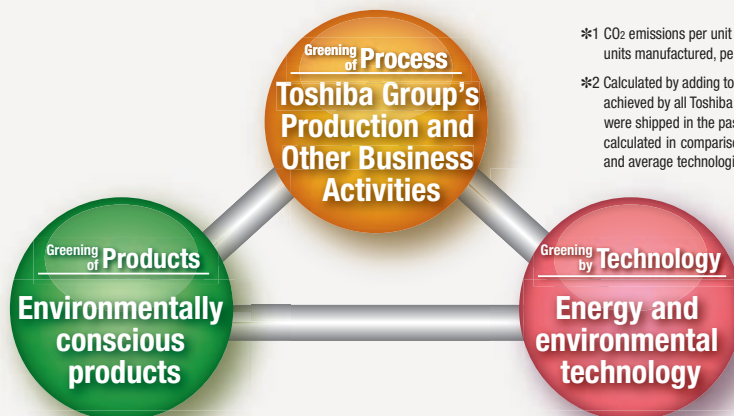 Greening of Process
Toshiba Group's
Production and
Other Business
Activities
✻1 CO2 emissions per unit
units manufactured, pe
✻2 Calculated by adding to
achieved by all Toshiba
were shipped in the pas
calculated in comparis
and average technologi
Greening of Products
Environmentally
conscious
products
Greening by Technology
Energy and
environmental
technology